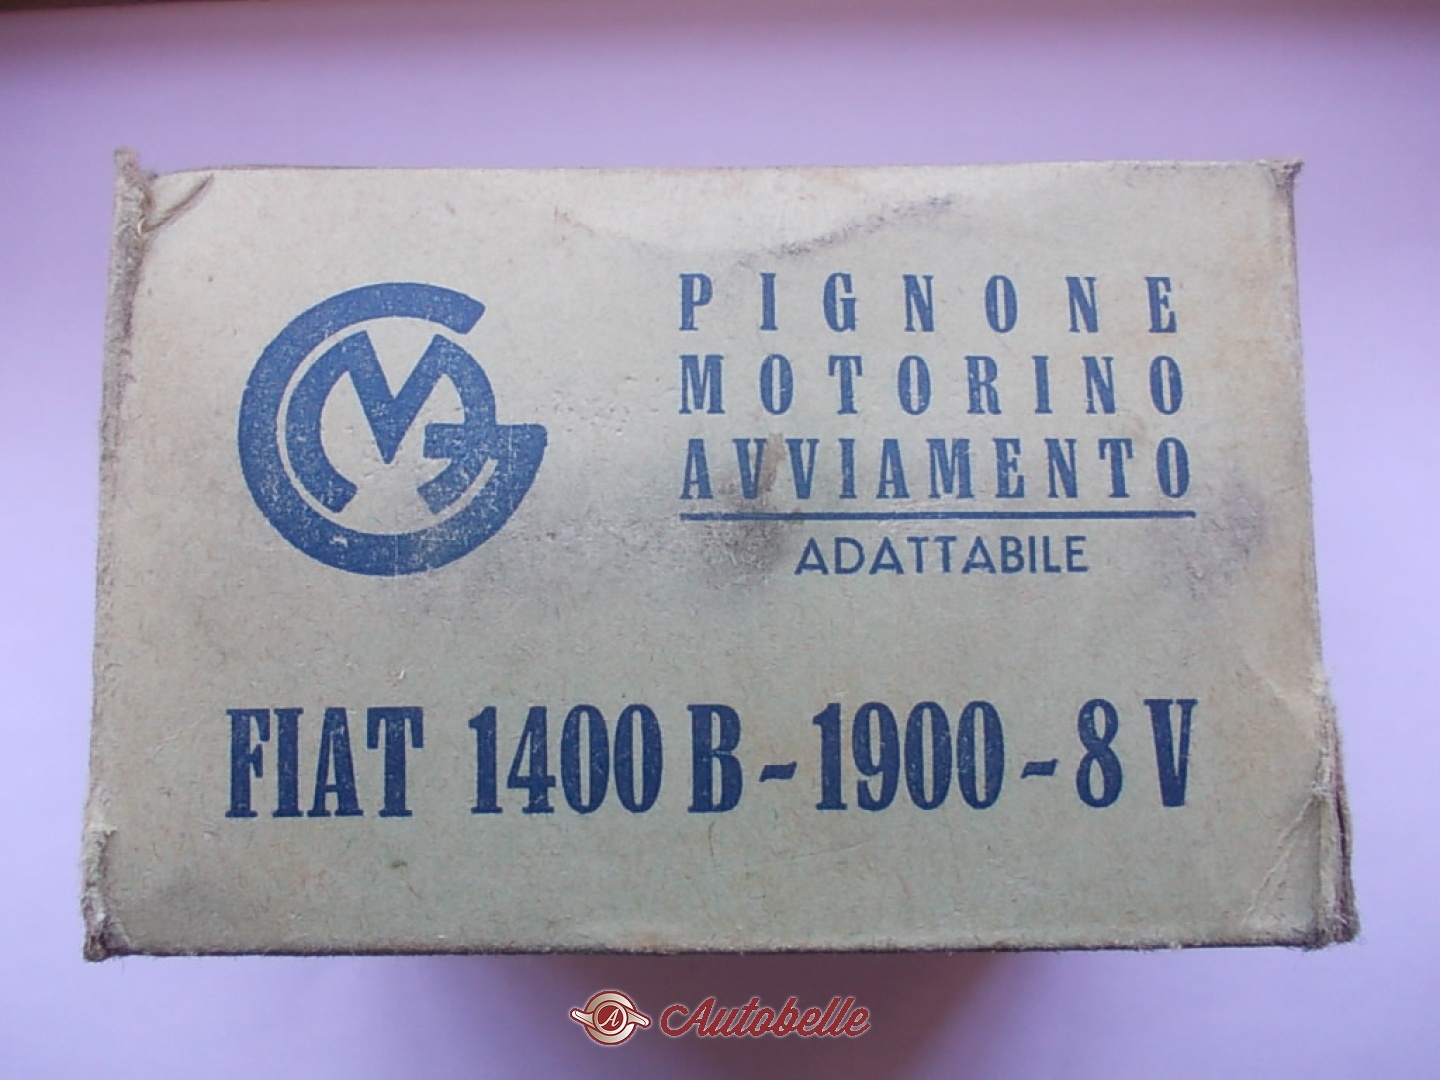 PIGNONE
MOTORINO
AVVIAMENTO
ADATTABILE
FIAT 1400 B - 1900 - 8 V
A Autobelle